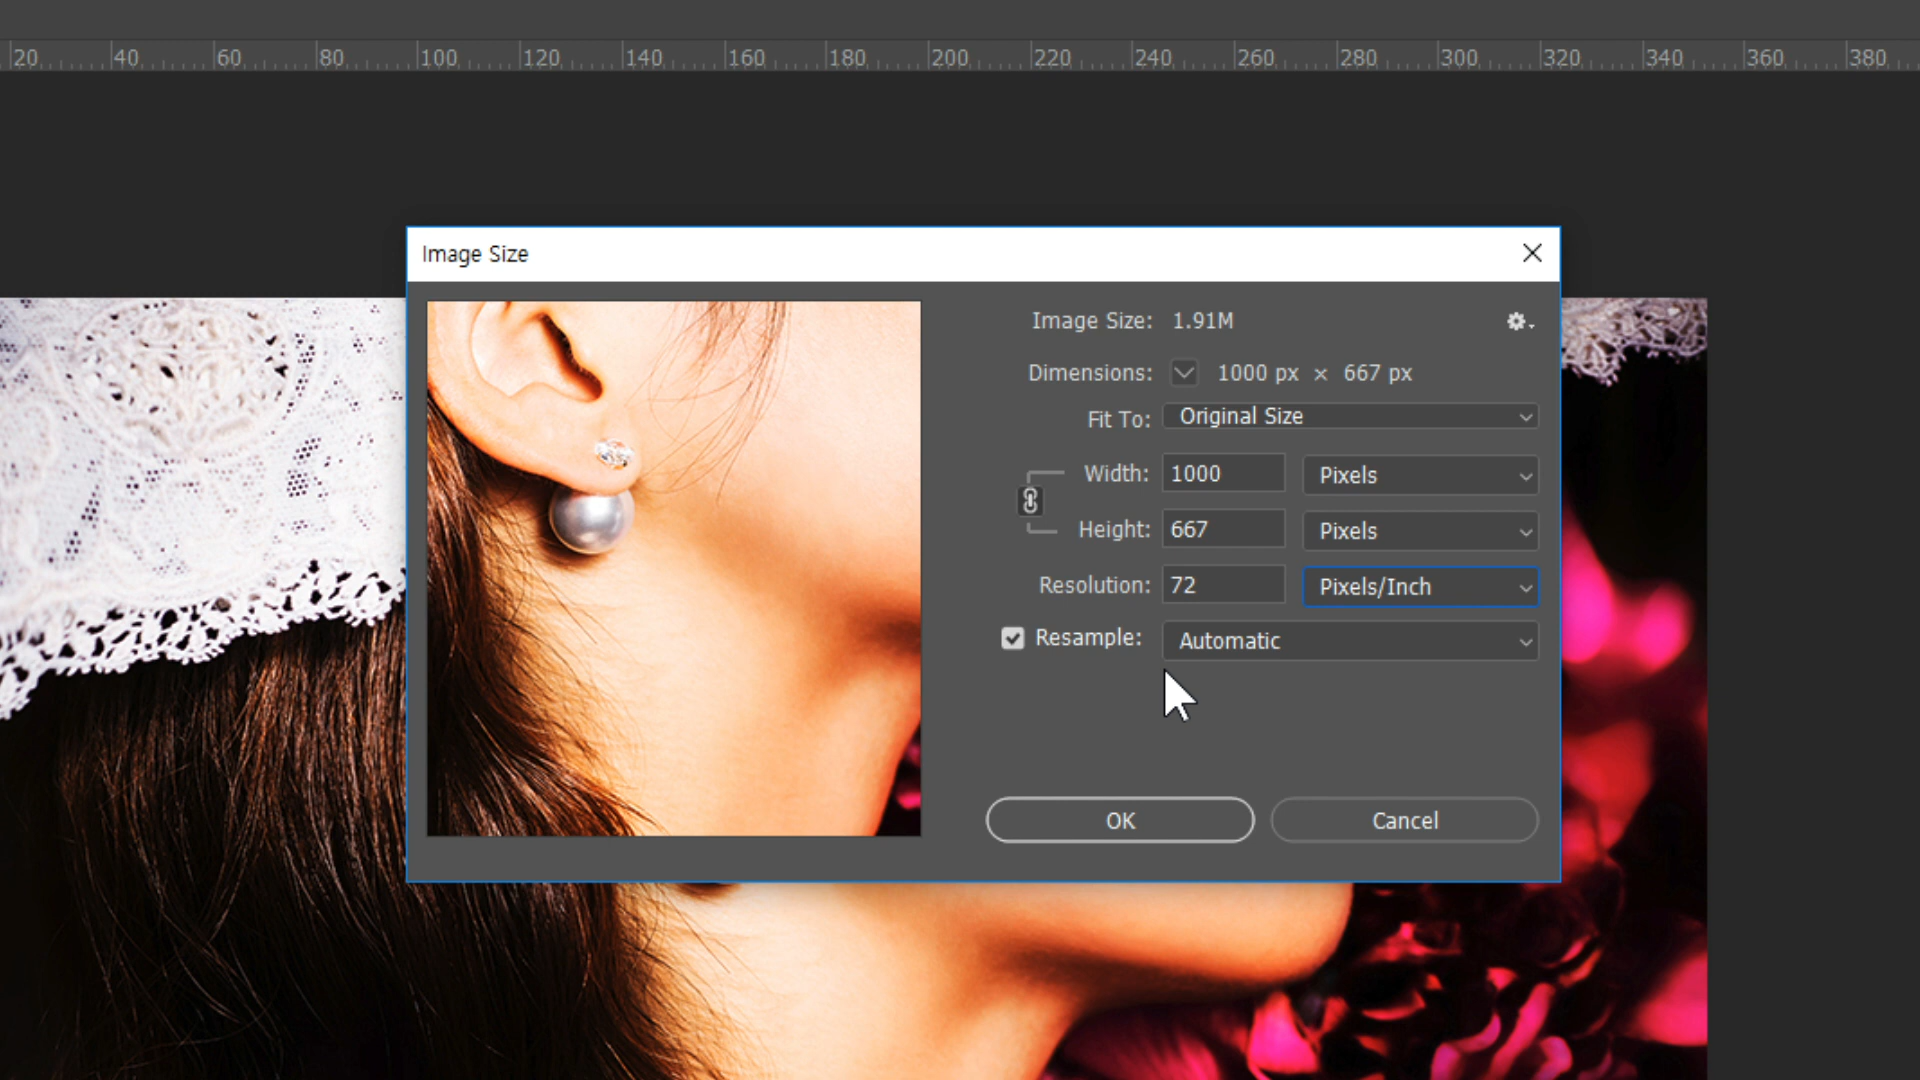 20 40 60 80 100 120 140 160 180 200 220 240 260 280 300 320 340 360 380
Image Size
Image Size: 1.91M
Dimensions: 1000 px × 667 px
Fit To: Original Size
Width: 1000 Pixels
Height: 667 Pixels
Resolution: 72 Pixels/Inch
Resample: Automatic
OK Cancel